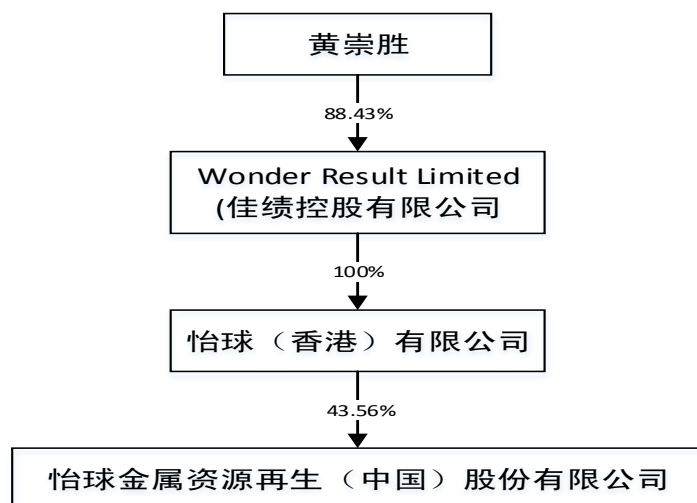 黄崇胜
88.43%
Wonder Result Limited
(佳绩控股有限公司
100%
怡球（香港）有限公司
43.56%
怡球金属资源再生（中国）股份有限公司